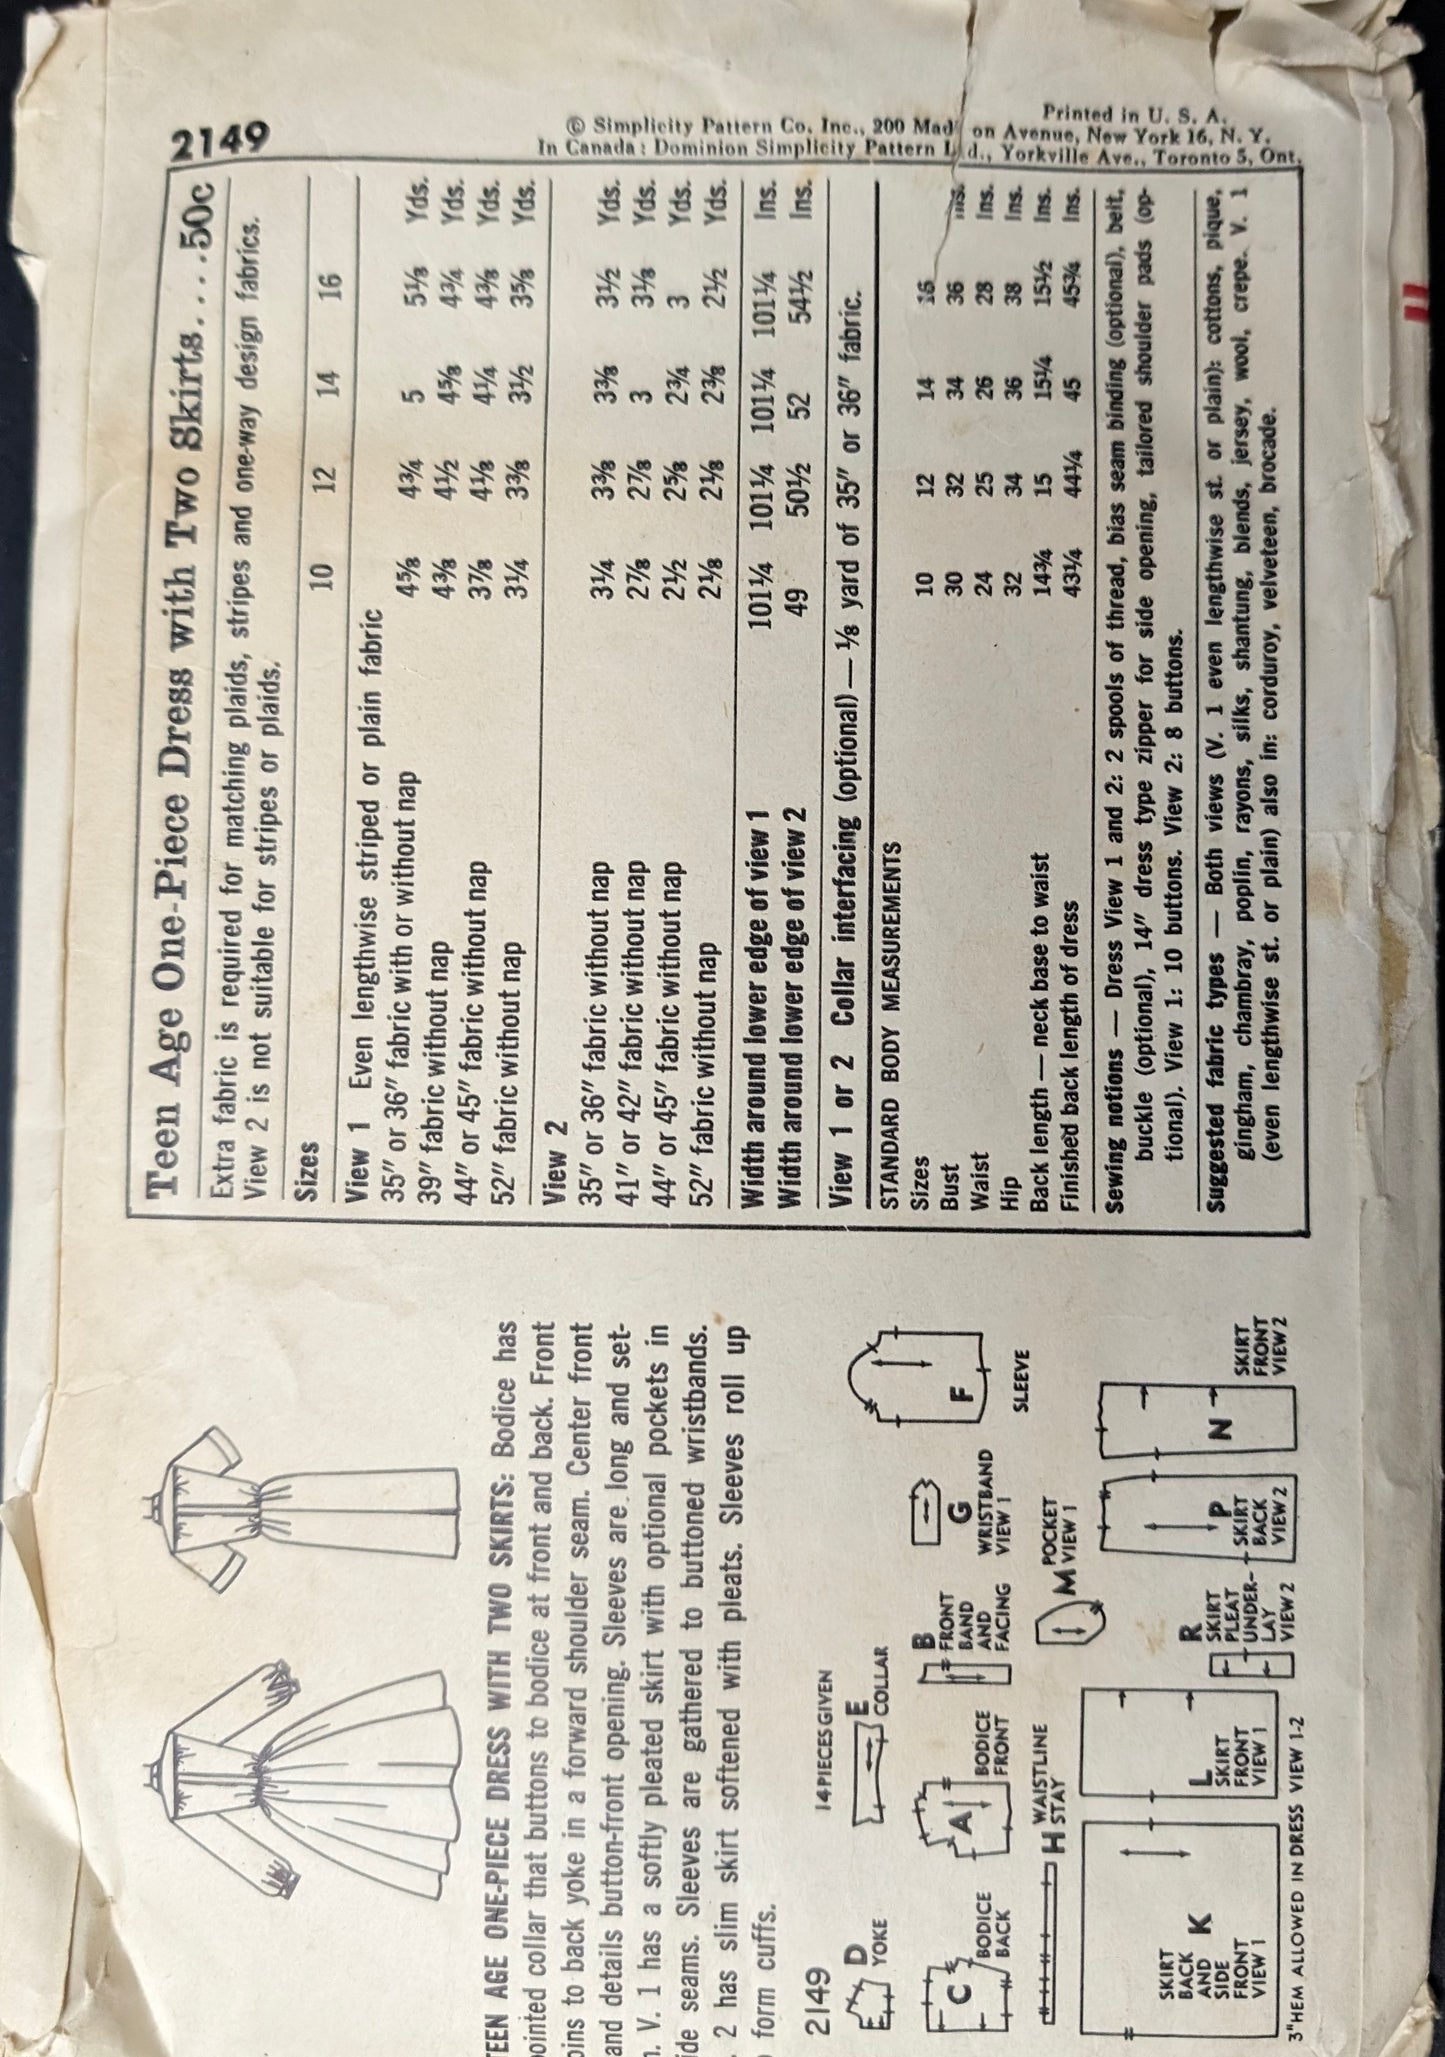 2149
© Simplicity Pattern Co. Inc., 200 Mad on Avenue, New York 16, N. Y.
Printed in U. S. A.
In Canada: Dominion Simplicity Pattern L d., Yorkville Ave., Toronto 5, Ont.
Teen Age One-Piece Dress with Two Skirts....50c
Extra fabric is required for matching plaids, stripes and one-way design fabrics.
View 2 is not suitable for stripes or plaids.
Sizes 10 12 14 16
View 1 Even lengthwise striped or plain fabric
35″ or 36″ fabric with or without nap 4⅝ 4¾ 5 5⅛ Yds.
39″ fabric without nap 4⅜ 4½ 4⅝ 4¾ Yds.
44″ or 45″ fabric without nap 3⅞ 4⅛ 4¼ 4⅜ Yds.
52″ fabric without nap 3¼ 3⅜ 3½ 3⅝ Yds.
View 2
35″ or 36″ fabric without nap 3¼ 3⅜ 3⅜ 3½ Yds.
41″ or 42″ fabric without nap 2⅞ 2⅞ 3 3⅛ Yds.
44″ or 45″ fabric without nap 2½ 2⅝ 2¾ 3 Yds.
52″ fabric without nap 2⅛ 2⅛ 2⅜ 2½ Yds.
Width around lower edge of view 1 101¼ 101¼ 101¼ 101¼ Ins.
Width around lower edge of view 2 49 50½ 52 54½ Ins.
View 1 or 2 Collar interfacing (optional) — ⅛ yard of 35″ or 36″ fabric.
STANDARD BODY MEASUREMENTS
Sizes 10 12 14 16
Bust 30 32 34 36 Ins.
Waist 24 25 26 28 Ins.
Hip 32 34 36 38 Ins.
Back length — neck base to waist 14¾ 15 15¼ 15½ Ins.
Finished back length of dress 43¼ 44¼ 45 45¾ Ins.
Sewing notions — Dress View 1 and 2: 2 spools of thread, bias seam binding (optional), belt,
buckle (optional), 14″ dress type zipper for side opening, tailored shoulder pads (op-
tional). View 1: 10 buttons. View 2: 8 buttons.
Suggested fabric types — Both views (V. 1 even lengthwise st. or plain): cottons, pique,
gingham, chambray, poplin, rayons, silks, shantung, blends, jersey, wool, crepe. V. 1
(even lengthwise st. or plain) also in: corduroy, velveteen, brocade.
TEEN AGE ONE-PIECE DRESS WITH TWO SKIRTS: Bodice has
pointed collar that buttons to bodice at front and back. Front
oins to back yoke in a forward shoulder seam. Center front
and details button-front opening. Sleeves are long and set-
n. V. 1 has a softly pleated skirt with optional pockets in
ide seams. Sleeves are gathered to buttoned wristbands.
. 2 has slim skirt softened with pleats. Sleeves roll up
form cuffs.
2149
14 PIECES GIVEN
D
YOKE
E
COLLAR
F
SLEEVE
C
BODICE
BACK
A
BODICE
FRONT
B
FRONT
BAND
AND
FACING
G
WRISTBAND
VIEW 1
H WAISTLINE
STAY
M POCKET
VIEW 1
K
SKIRT
BACK
AND
SIDE
FRONT
VIEW 1
L
SKIRT
FRONT
VIEW 1
R
SKIRT
PLEAT
UNDER-
LAY
VIEW 2
P
SKIRT
BACK
VIEW 2
N
SKIRT
FRONT
VIEW 2
3"HEM ALLOWED IN DRESS VIEW 1-2